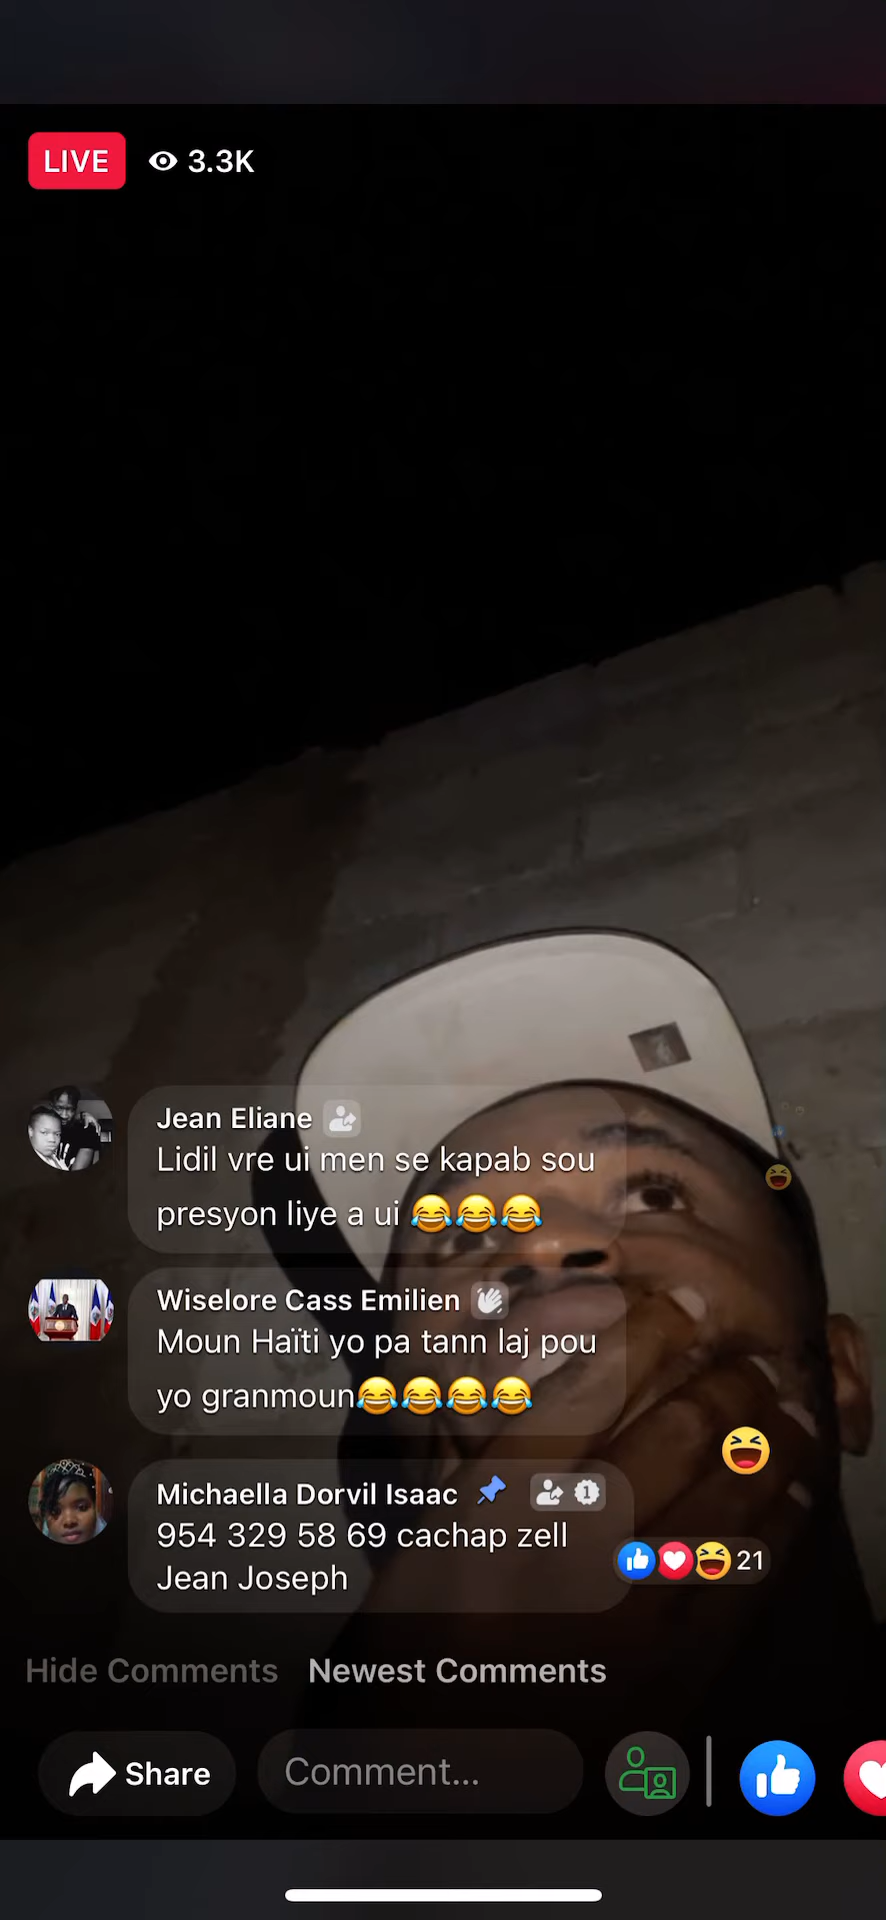 LIVE 3.3K
Jean Eliane
Lidil vre ui men se kapab sou
presyon liye a ui 😂😂😂
Wiselore Cass Emilien
Moun Haïti yo pa tann laj pou
yo granmoun😂😂😂😂
Michaella Dorvil Isaac 1
954 329 58 69 cachap zell
Jean Joseph
21
Hide Comments Newest Comments
Share Comment...